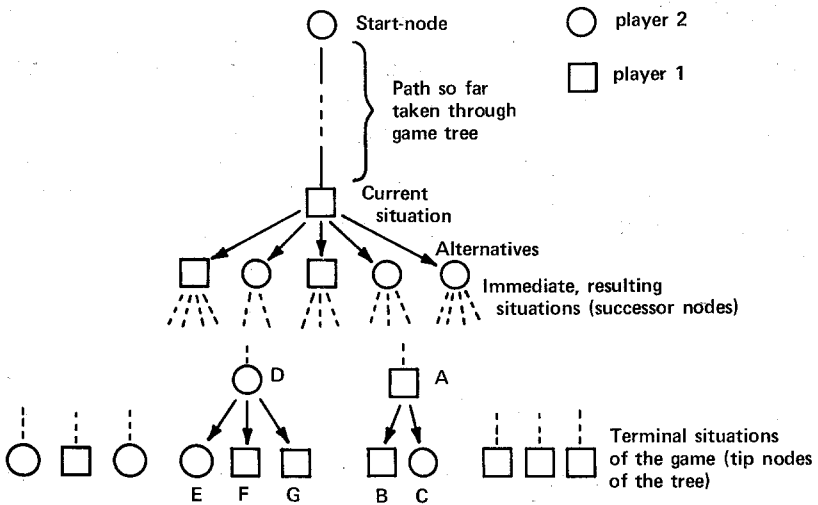 Start-node
player 2
player 1
Path so far
taken through
game tree
Current
situation
Alternatives
Immediate, resulting
situations (successor nodes)
D
A
Terminal situations
of the game (tip nodes
of the tree)
E F G B C